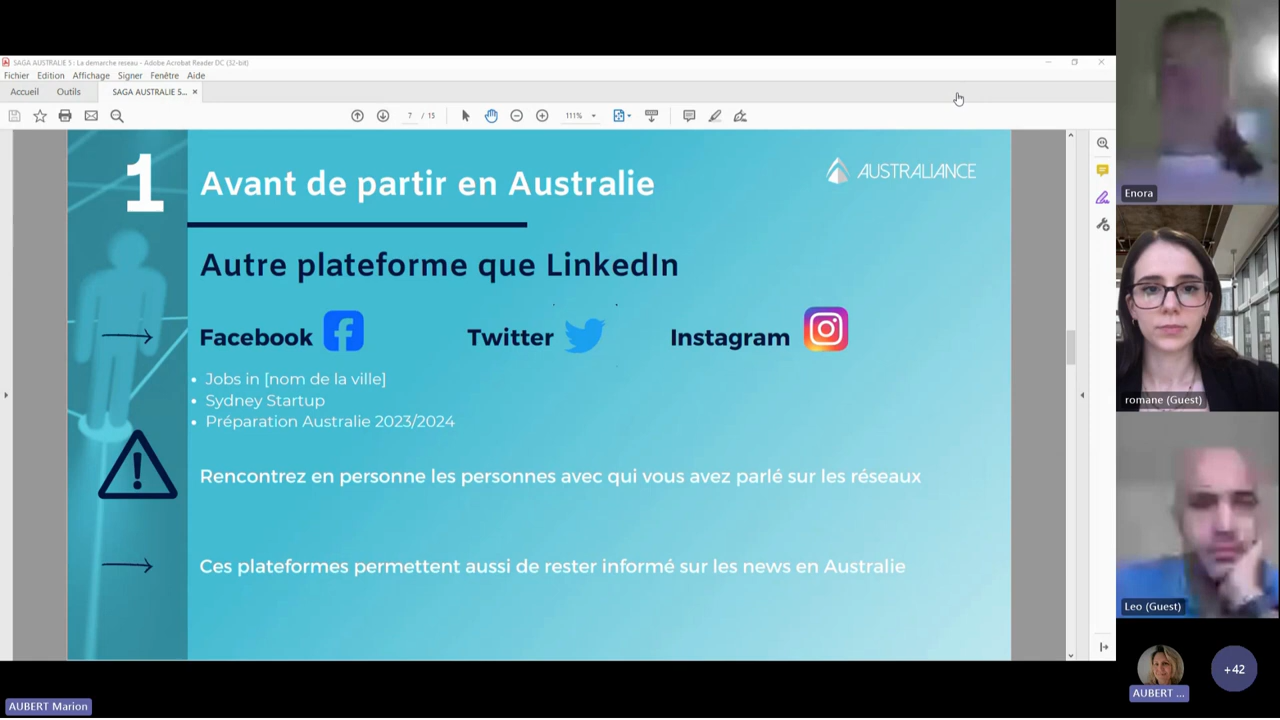 SAGA AUSTRALIE 5 : La demarche reseau - Adobe Acrobat Reader DC (32-bit)
Fichier Edition Affichage Signer Fenêtre Aide
Accueil Outils SAGA AUSTRALIE 5... ×
7 / 15 111%
1 Avant de partir en Australie
AUSTRALIANCE
Autre plateforme que LinkedIn
Facebook Twitter Instagram
• Jobs in [nom de la ville]
• Sydney Startup
• Préparation Australie 2023/2024
Rencontrez en personne les personnes avec qui vous avez parlé sur les réseaux
Ces plateformes permettent aussi de rester informé sur les news en Australie
Enora
romane (Guest)
Leo (Guest)
AUBERT ...
+42
AUBERT Marion